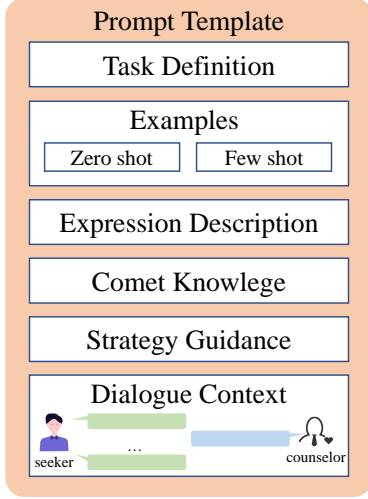 Prompt Template
Task Definition
Examples
Zero shot
Few shot
Expression Description
Comet Knowlege
Strategy Guidance
Dialogue Context
...
seeker
counselor